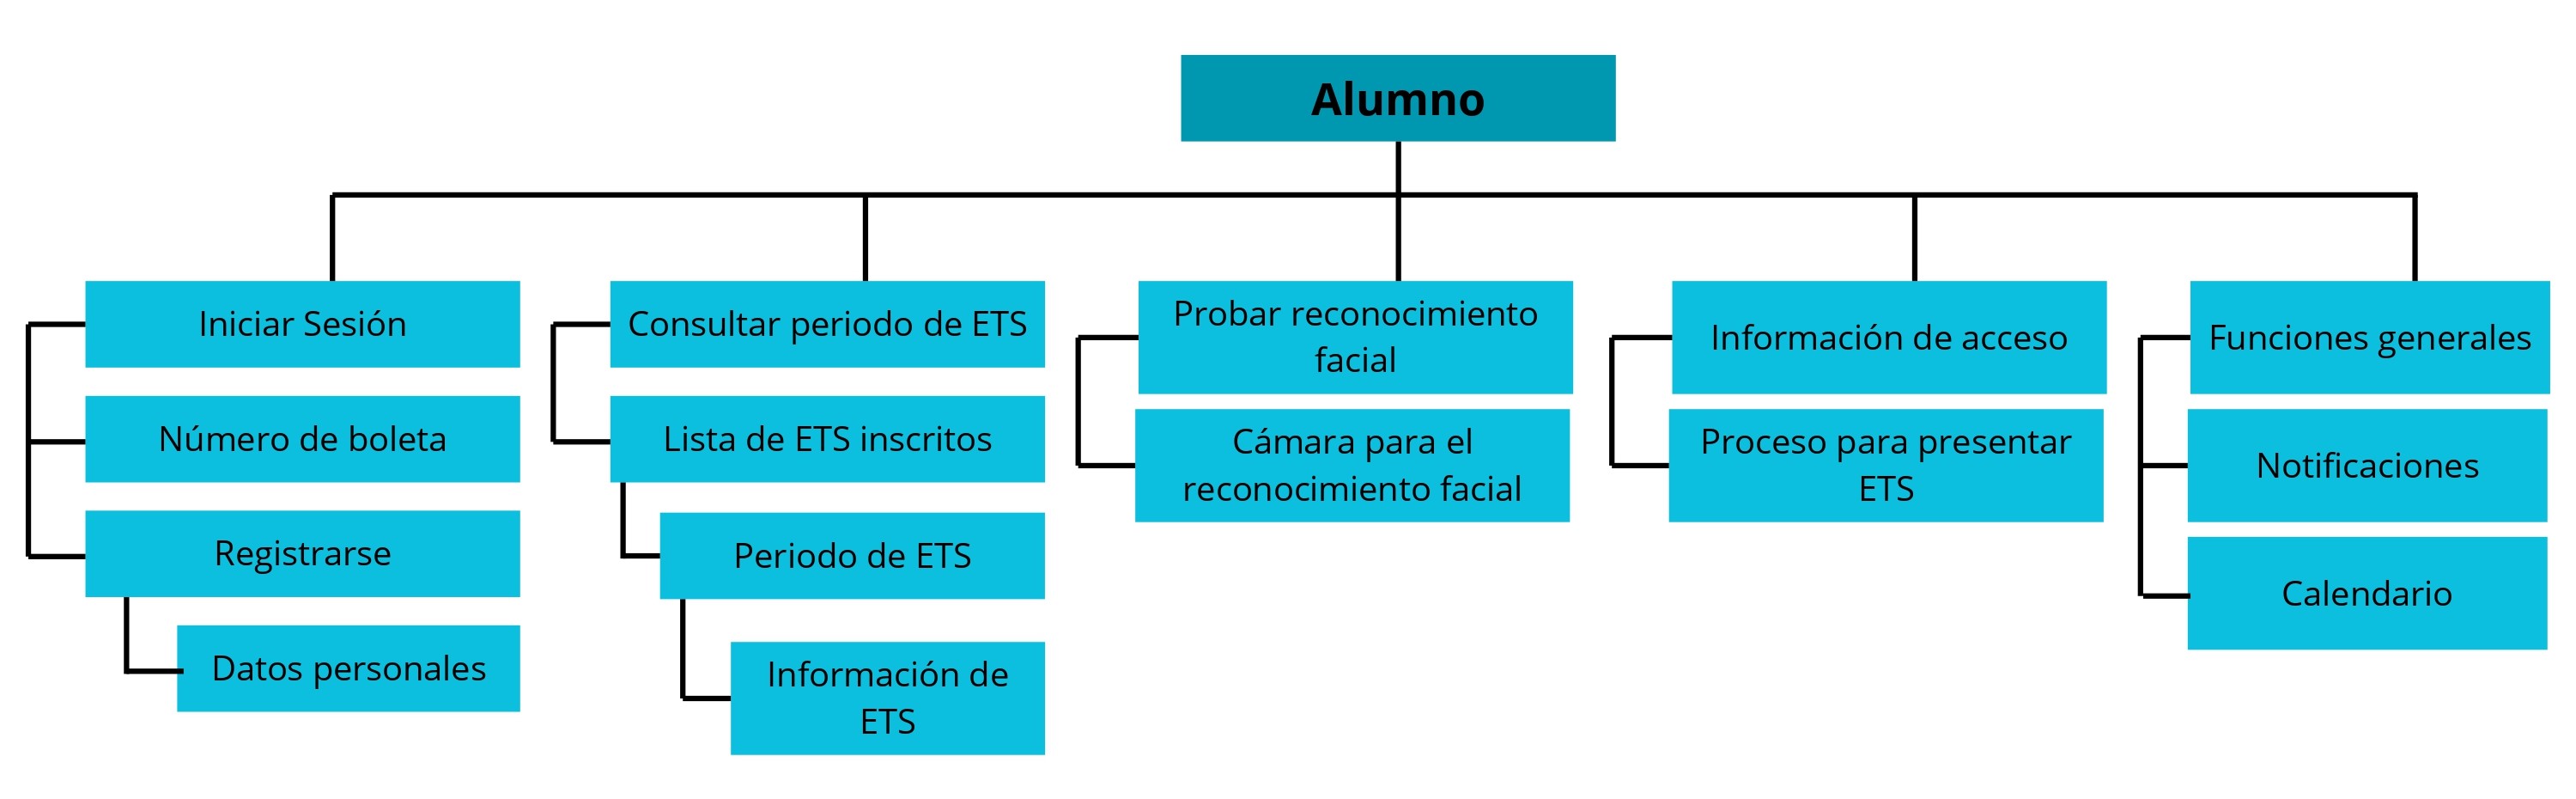 Alumno
Iniciar Sesión
Número de boleta
Registrarse
Datos personales
Consultar periodo de ETS
Lista de ETS inscritos
Periodo de ETS
Información de
ETS
Probar reconocimiento
facial
Cámara para el
reconocimiento facial
Información de acceso
Proceso para presentar
ETS
Funciones generales
Notificaciones
Calendario